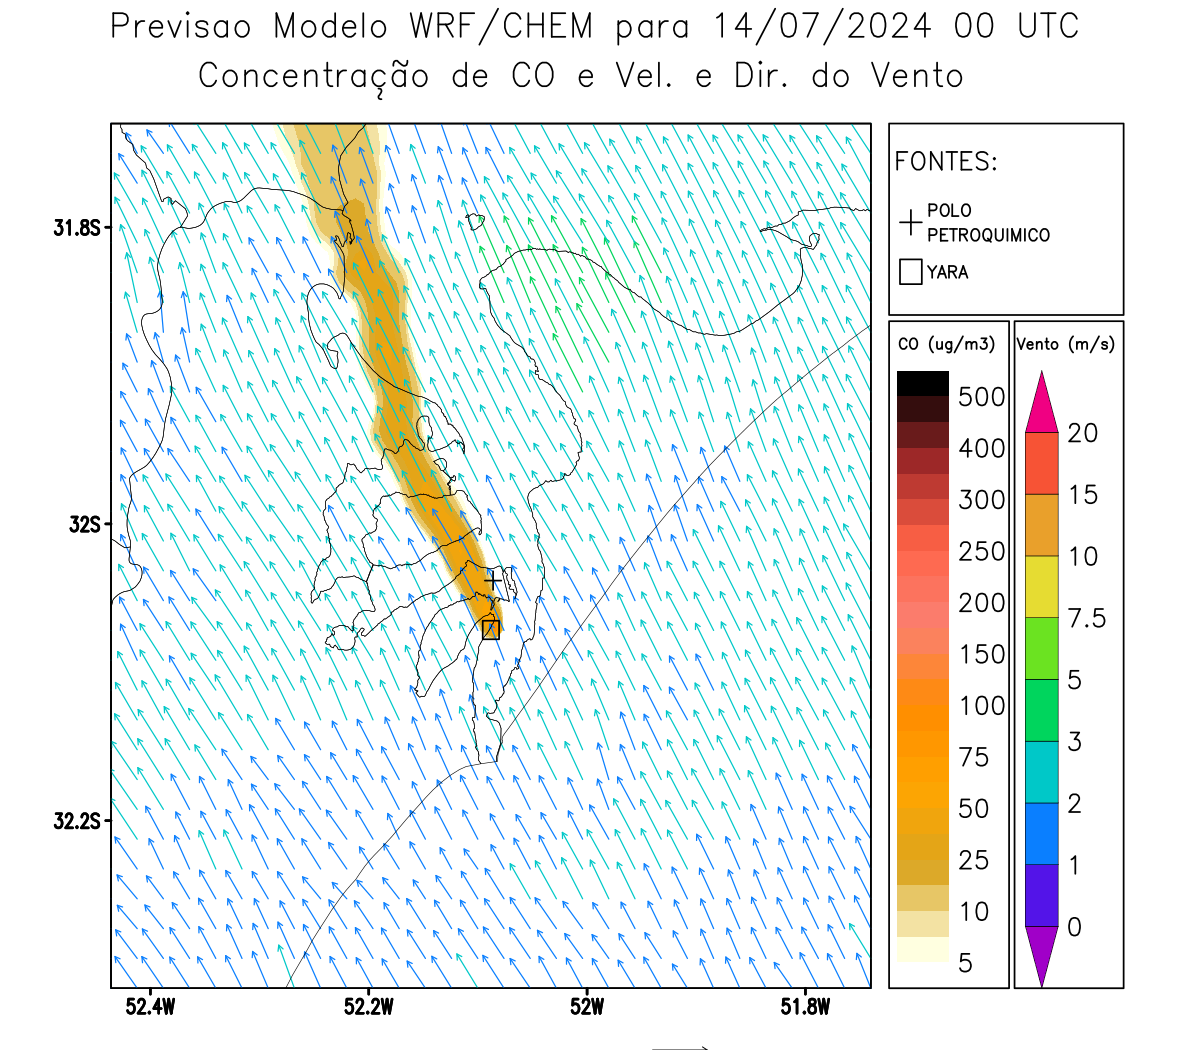 Previsao Modelo WRF/CHEM para 14/07/2024 00 UTC
Concentração de CO e Vel. e Dir. do Vento
FONTES:
POLO
PETROQUIMICO
YARA
CO (ug/m3)
500
400
300
250
200
150
100
75
50
25
10
5
Vento (m/s)
20
15
10
7.5
5
3
2
1
0
31.8S
32S
32.2S
52.4W
52.2W
52W
51.8W